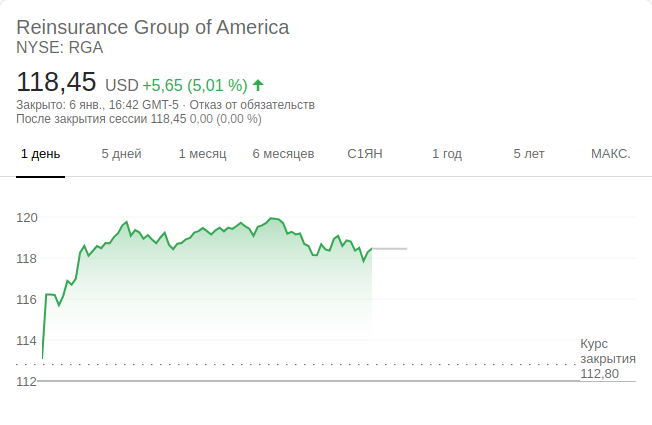 Reinsurance Group of America
NYSE: RGA
118,45 USD +5,65 (5,01 %)
Закрыто: 6 янв., 16:42 GMT-5 · Отказ от обязательств
После закрытия сессии 118,45 0,00 (0,00 %)
1 день 5 дней 1 месяц 6 месяцев С1ЯН 1 год 5 лет МАКС.
120
118
116
114
Курс
закрытия
112,80
112